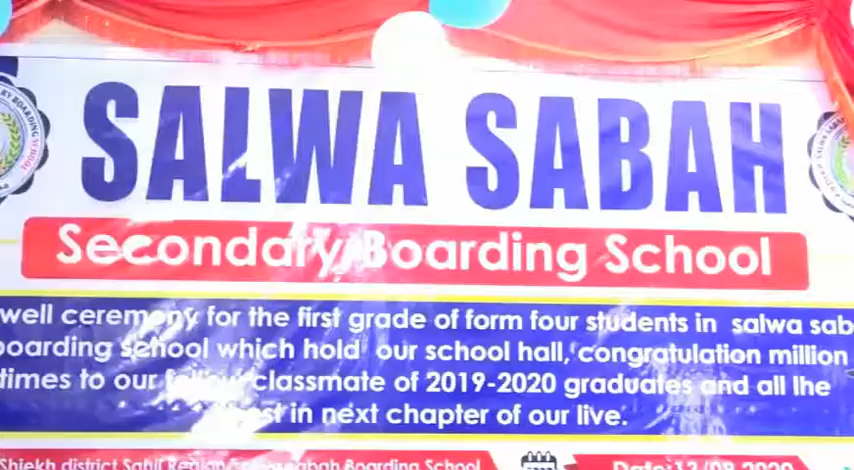 SALWA SABAH
Secondary Boarding School
well ceremony for the first grade of form four students in salwa sab
boarding school which hold our school hall, congratulation million
times to our classmate of 2019-2020 graduates and all lhe
in next chapter of our live.
Shiekh district Sahil Region Boarding School
Date: